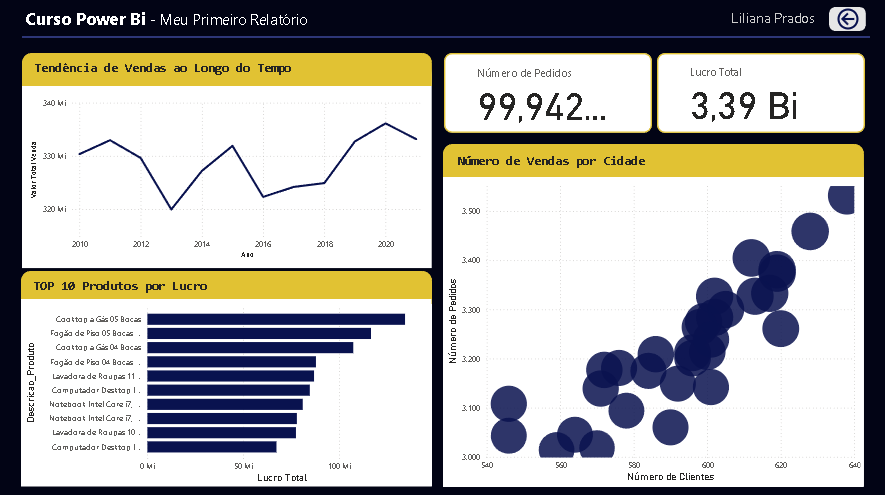 Curso Power Bi - Meu Primeiro Relatório
Liliana Prados
Tendência de Vendas ao Longo do Tempo
340 Mi
330 Mi
320 Mi
Valor Total Venda
2010 2012 2014 2016 2018 2020
Ano
Número de Pedidos
99,942...
Lucro Total
3,39 Bi
TOP 10 Produtos por Lucro
Descricao_Produto
Cooktop a Gás 05 Bocas
Fogão de Piso 05 Bocas ...
Cooktop a Gás 04 Bocas
Fogão de Piso 04 Bocas ...
Lavadora de Roupas 11...
Computador Desktop I...
Notebook Intel Core i7, ...
Notebook Intel Core i7, ...
Lavadora de Roupas 10...
Computador Desktop I...
0 Mi 50 Mi 100 Mi
Lucro Total
Número de Vendas por Cidade
Número de Pedidos
3.500
3.400
3.300
3.200
3.100
3.000
540 560 580 600 620 640
Número de Clientes